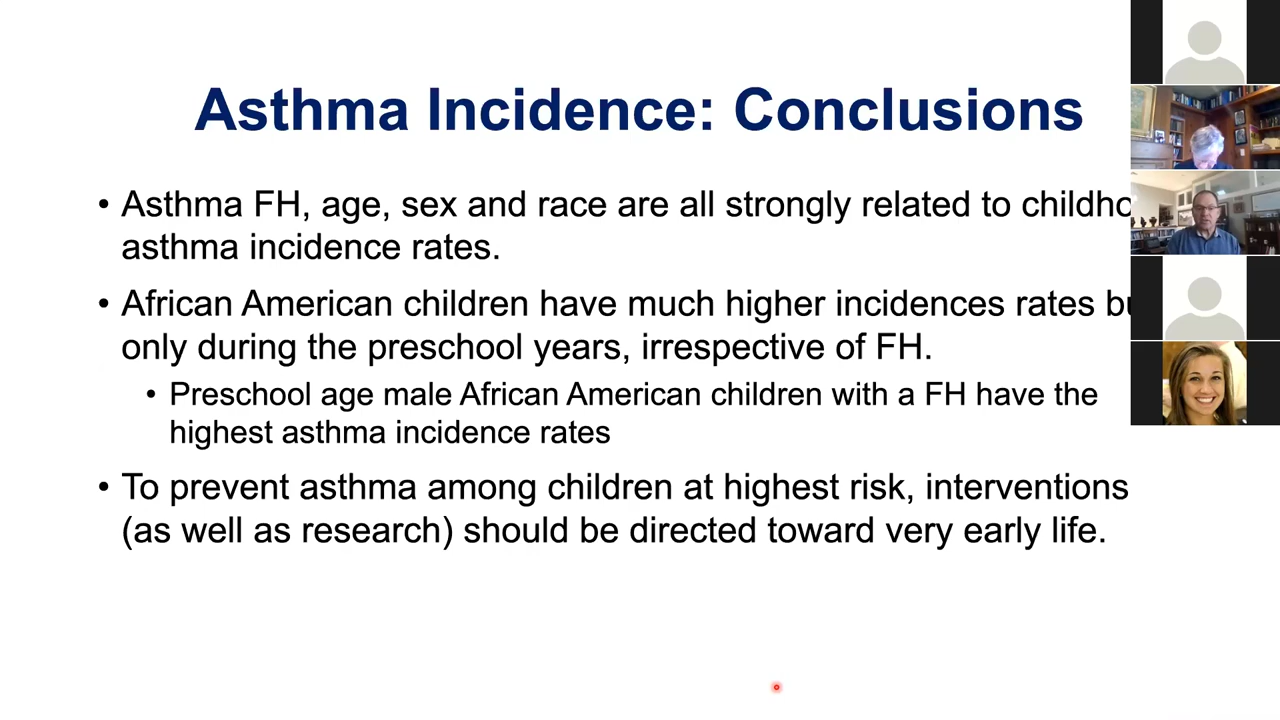 Asthma Incidence: Conclusions
• Asthma FH, age, sex and race are all strongly related to
asthma incidence rates.
• African American children have much higher incidences rates
only during the preschool years, irrespective of FH.
• Preschool age male African American children with a FH have the
highest asthma incidence rates
• To prevent asthma among children at highest risk, interventions
(as well as research) should be directed toward very early life.